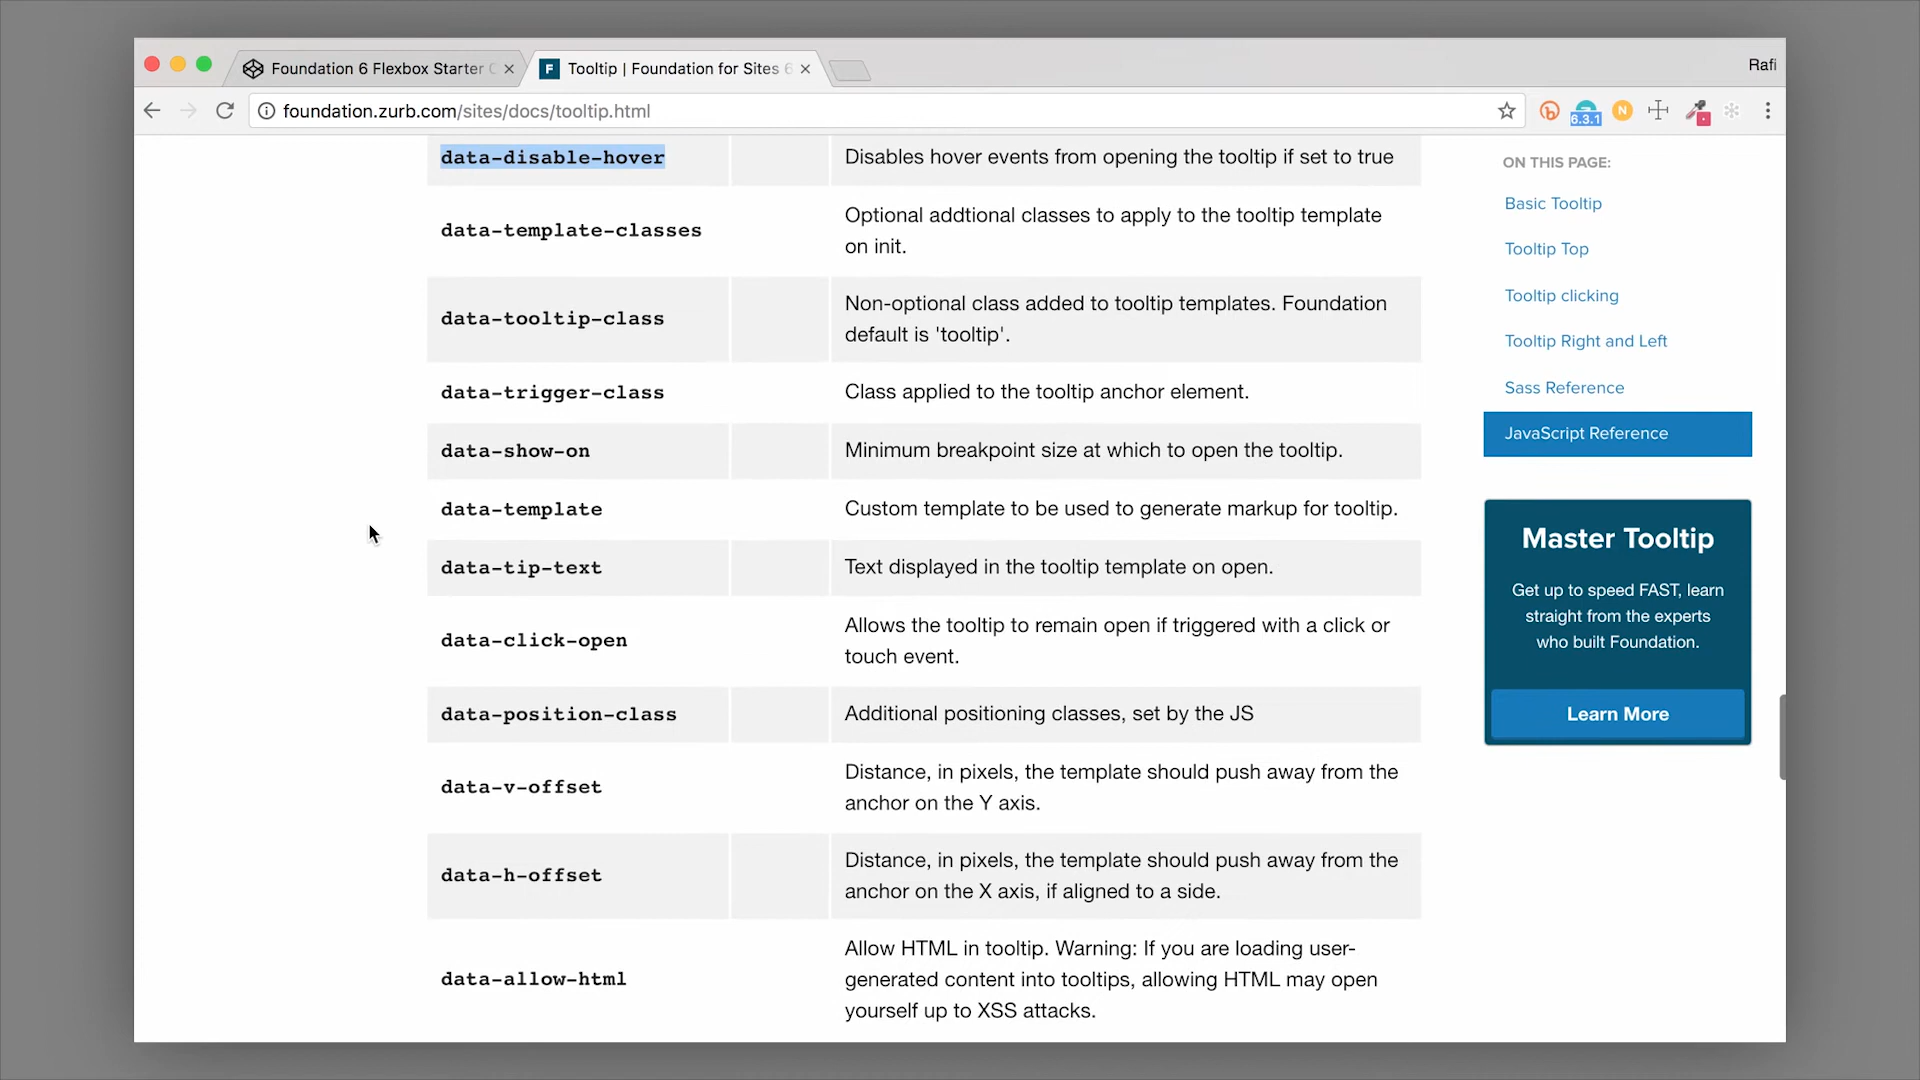 Foundation 6 Flexbox Starter
Tooltip | Foundation for Sites 6
Rafi
foundation.zurb.com/sites/docs/tooltip.html
6.3.1
N
data-disable-hover
Disables hover events from opening the tooltip if set to true
data-template-classes
Optional addtional classes to apply to the tooltip template
on init.
data-tooltip-class
Non-optional class added to tooltip templates. Foundation
default is 'tooltip'.
data-trigger-class
Class applied to the tooltip anchor element.
data-show-on
Minimum breakpoint size at which to open the tooltip.
data-template
Custom template to be used to generate markup for tooltip.
data-tip-text
Text displayed in the tooltip template on open.
data-click-open
Allows the tooltip to remain open if triggered with a click or
touch event.
data-position-class
Additional positioning classes, set by the JS
data-v-offset
Distance, in pixels, the template should push away from the
anchor on the Y axis.
data-h-offset
Distance, in pixels, the template should push away from the
anchor on the X axis, if aligned to a side.
data-allow-html
Allow HTML in tooltip. Warning: If you are loading user-
generated content into tooltips, allowing HTML may open
yourself up to XSS attacks.
ON THIS PAGE:
Basic Tooltip
Tooltip Top
Tooltip clicking
Tooltip Right and Left
Sass Reference
JavaScript Reference
Master Tooltip
Get up to speed FAST, learn
straight from the experts
who built Foundation.
Learn More